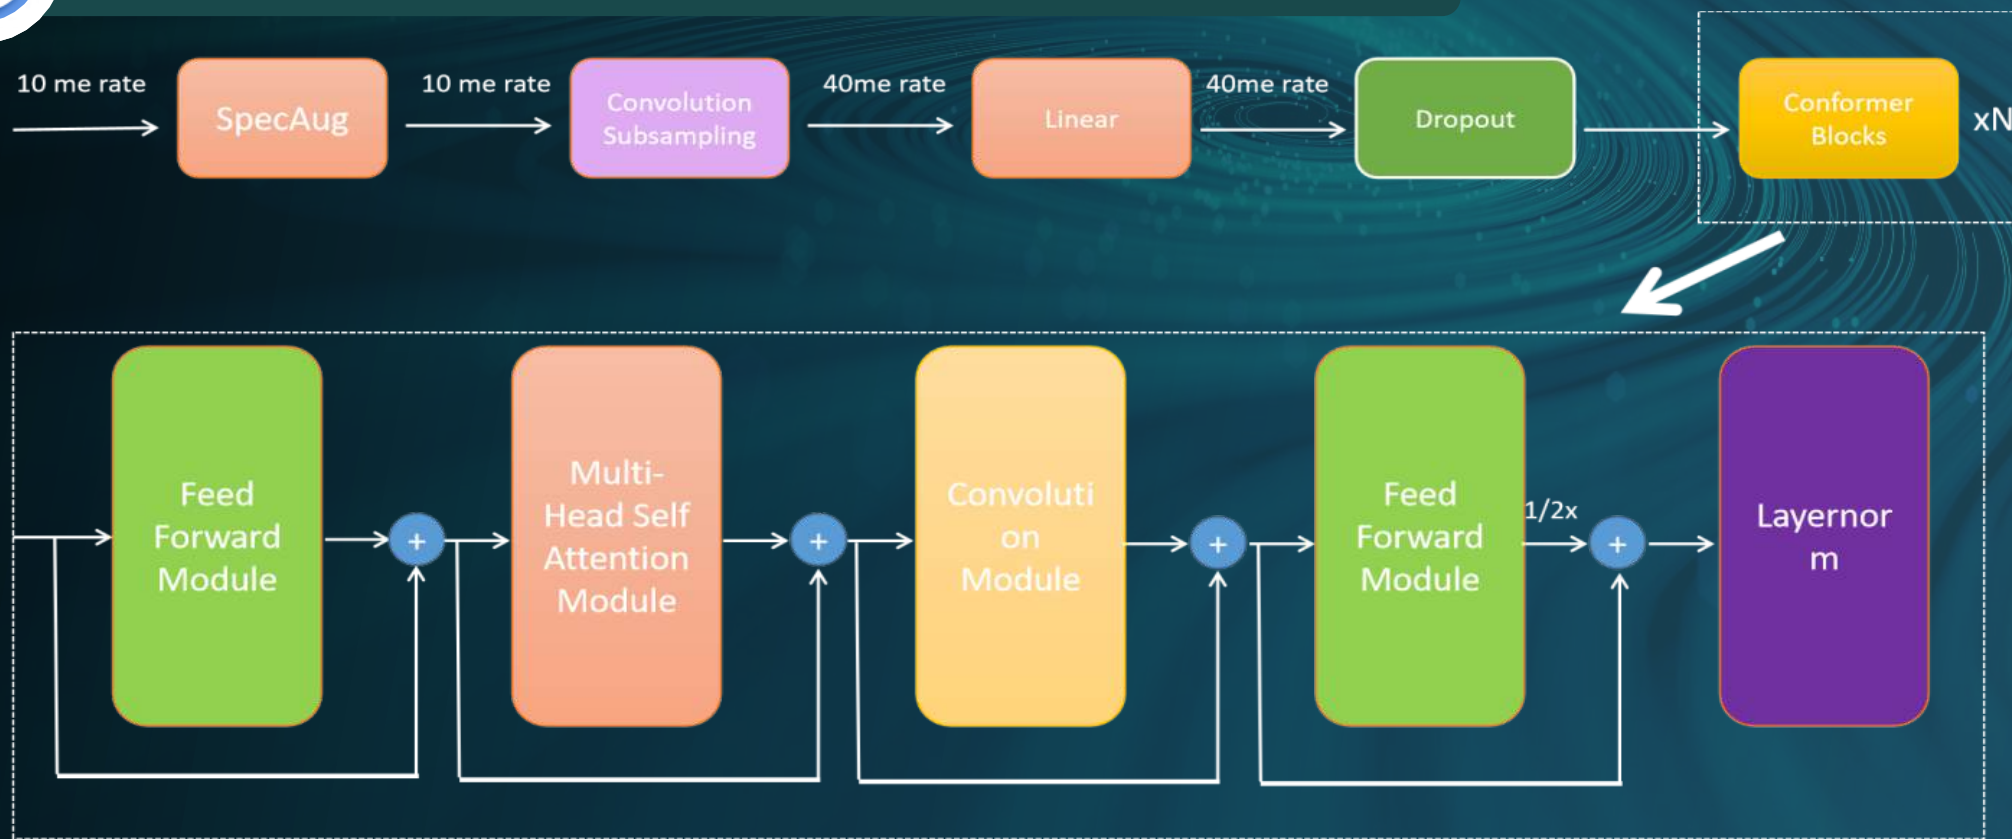 10 me rate
SpecAug
10 me rate
Convolution
Subsampling
40me rate
Linear
40me rate
Dropout
Conformer
Blocks
xN
Feed
Forward
Module
+
Multi-
Head Self
Attention
Module
+
Convoluti
on
Module
+
Feed
Forward
Module
1/2x
+
Layernor
m